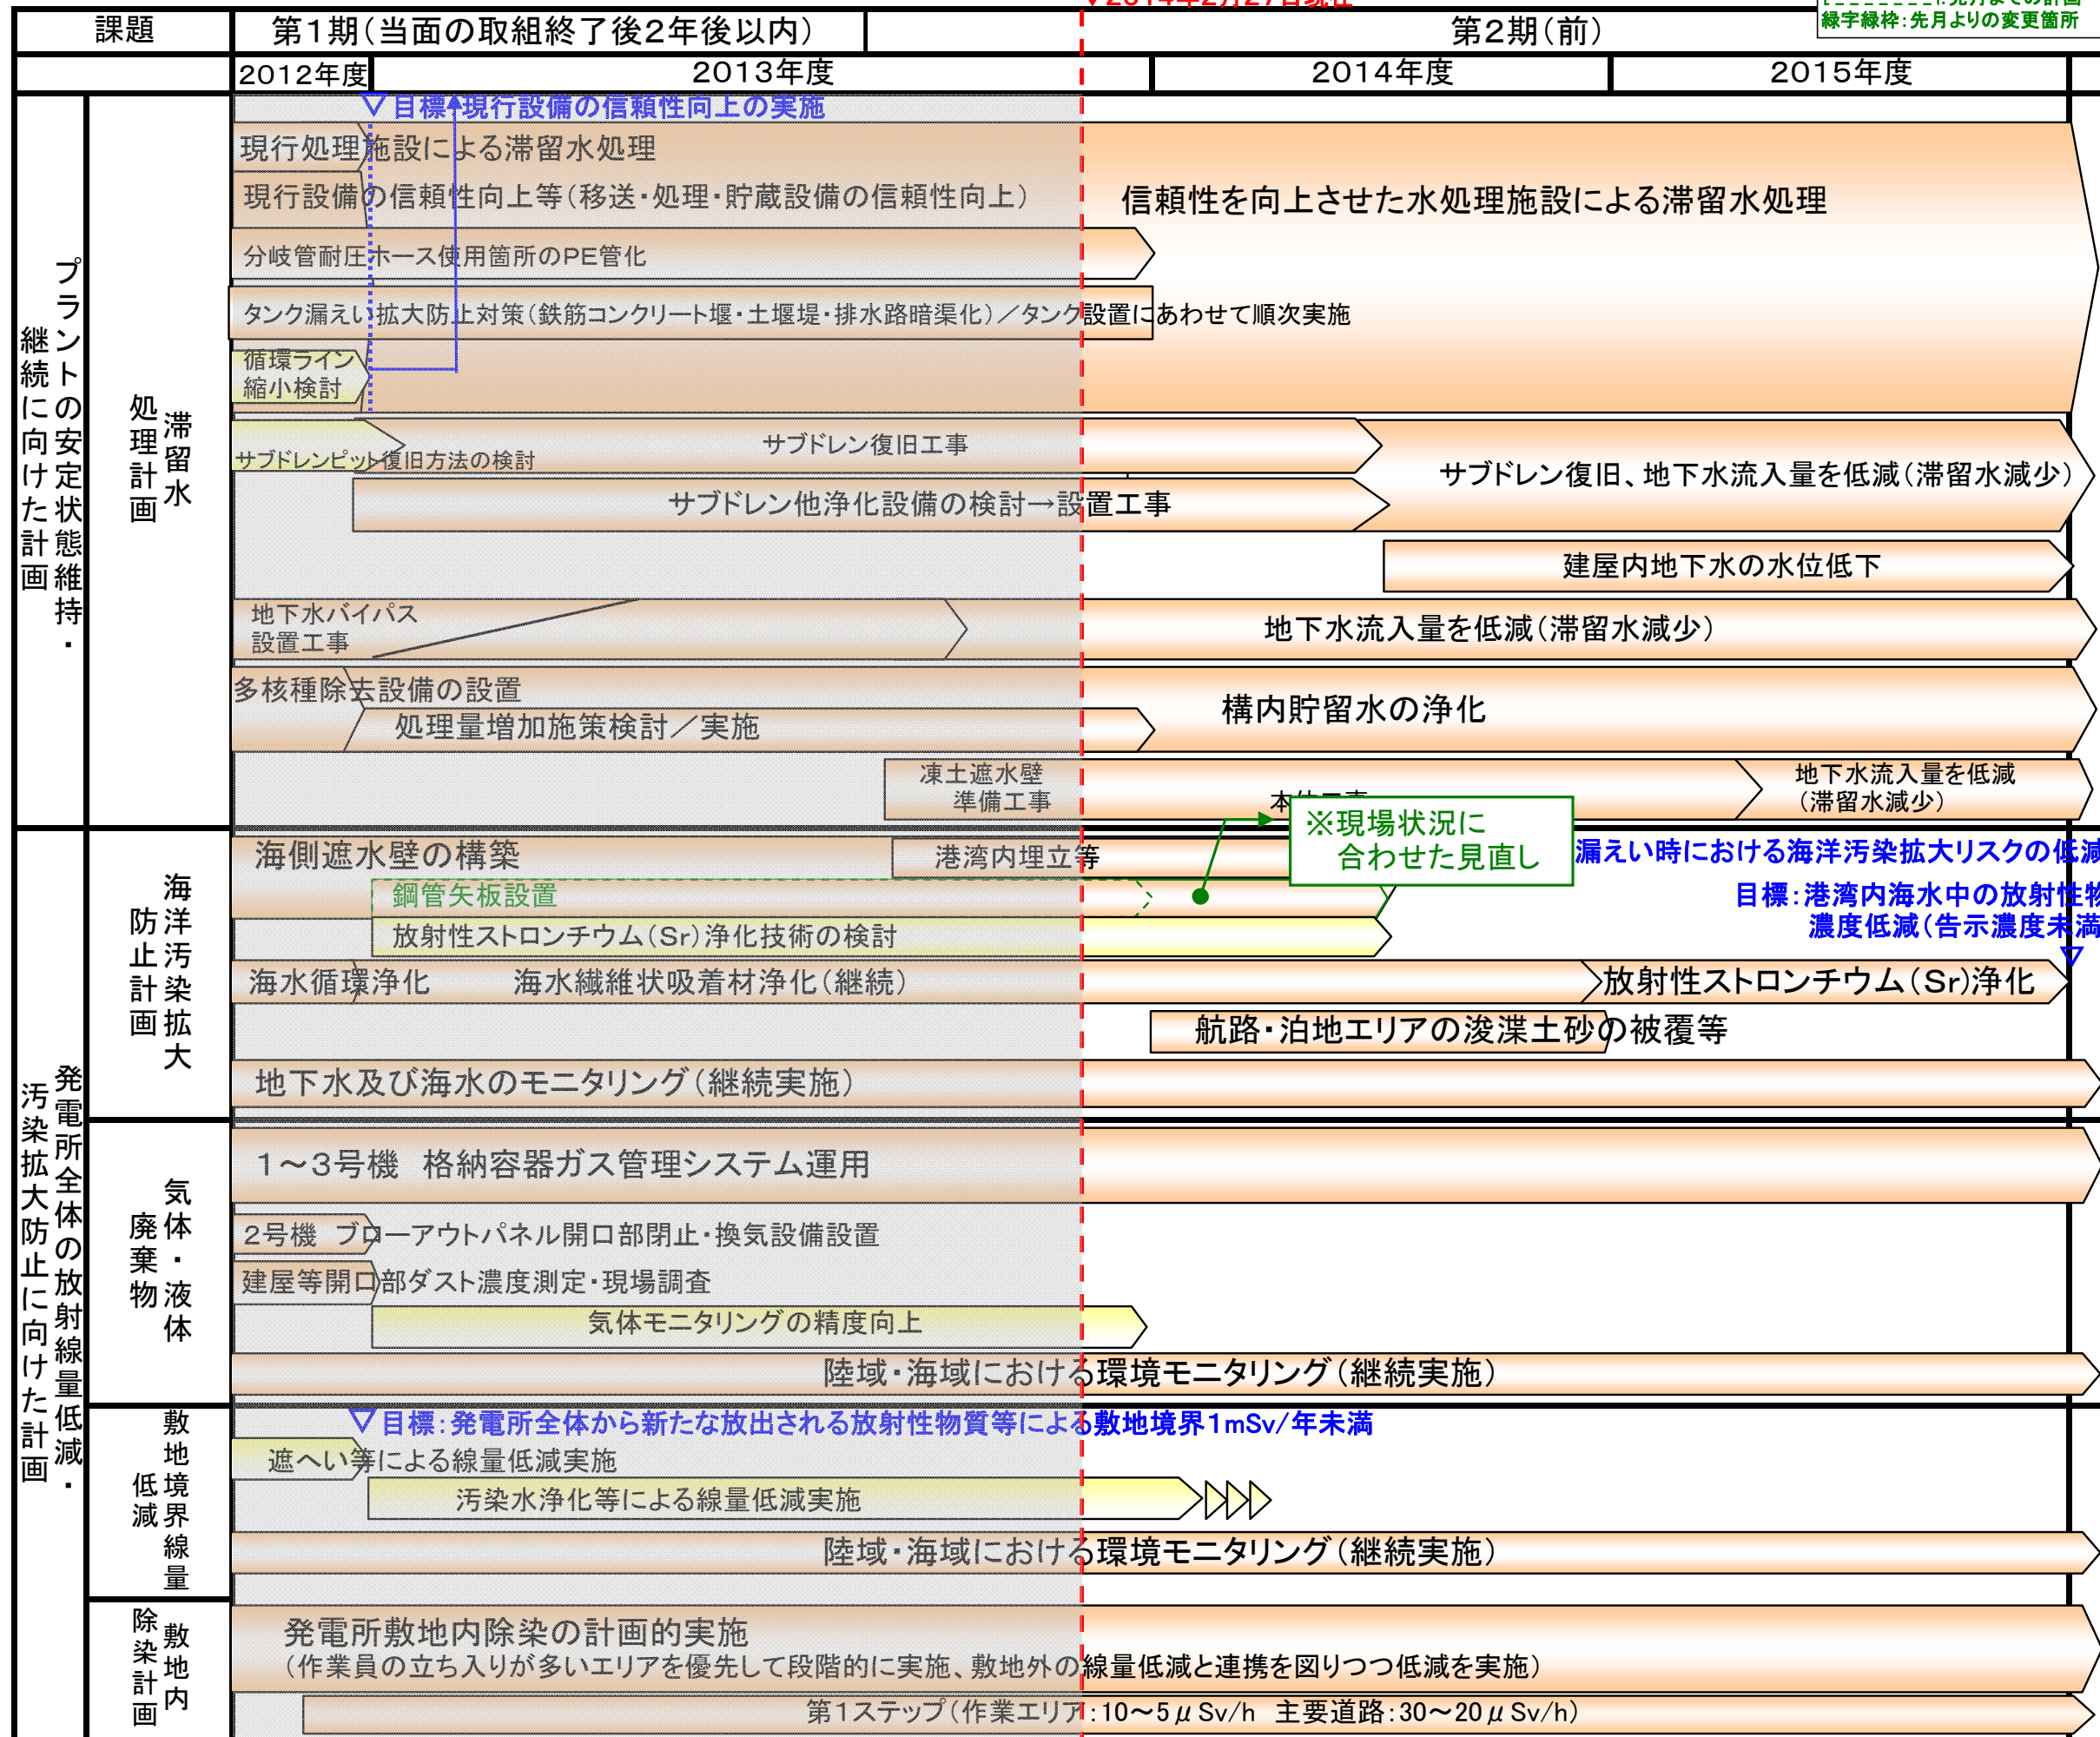 ▽2014年2月27日現在
緑字緑枠：先月よりの変更箇所
課題
第1期（当面の取組終了後2年後以内）
第2期（前）
2012年度
2013年度
2014年度
2015年度
プラントの安定状態維持・
継続に向けた計画
滞留水
処理計画
▽目標：現行設備の信頼性向上の実施
現行処理施設による滞留水処理
現行設備の信頼性向上等（移送・処理・貯蔵設備の信頼性向上）
信頼性を向上させた水処理施設による滞留水処理
分岐管耐圧ホース使用箇所のPE管化
タンク漏えい拡大防止対策（鉄筋コンクリート堰・土堰堤・排水路暗渠化）／タンク設置にあわせて順次実施
循環ライン
縮小検討
サブドレン復旧工事
サブドレンピット復旧方法の検討
サブドレン復旧、地下水流入量を低減（滞留水減少）
サブドレン他浄化設備の検討→設置工事
建屋内地下水の水位低下
地下水バイパス
設置工事
地下水流入量を低減（滞留水減少）
多核種除去設備の設置
処理量増加施策検討／実施
構内貯留水の浄化
凍土遮水壁
準備工事
本体工事
地下水流入量を低減
（滞留水減少）
発電所全体の放射線量低減・
汚染拡大防止に向けた計画
海洋汚染拡大
防止計画
海側遮水壁の構築
港湾内埋立等
※現場状況に
合わせた見直し
漏えい時における海洋汚染拡大リスクの低減
鋼管矢板設置
目標：港湾内海水中の放射性物
濃度低減（告示濃度未満
▽
放射性ストロンチウム（Sr）浄化技術の検討
海水循環浄化
海水繊維状吸着材浄化（継続）
放射性ストロンチウム（Sr)浄化
航路・泊地エリアの浚渫土砂の被覆等
地下水及び海水のモニタリング（継続実施）
気体・液体
廃棄物
1～3号機 格納容器ガス管理システム運用
2号機 ブローアウトパネル開口部閉止・換気設備設置
建屋等開口部ダスト濃度測定・現場調査
気体モニタリングの精度向上
陸域・海域における環境モニタリング（継続実施）
敷地境界線量
低減
▽目標：発電所全体から新たな放出される放射性物質等による敷地境界1mSv/年未満
遮へい等による線量低減実施
汚染水浄化等による線量低減実施
陸域・海域における環境モニタリング（継続実施）
敷地内
除染計画
発電所敷地内除染の計画的実施
（作業員の立ち入りが多いエリアを優先して段階的に実施、敷地外の線量低減と連携を図りつつ低減を実施）
第1ステップ（作業エリア：10～5μSv/h 主要道路：30～20μSv/h）